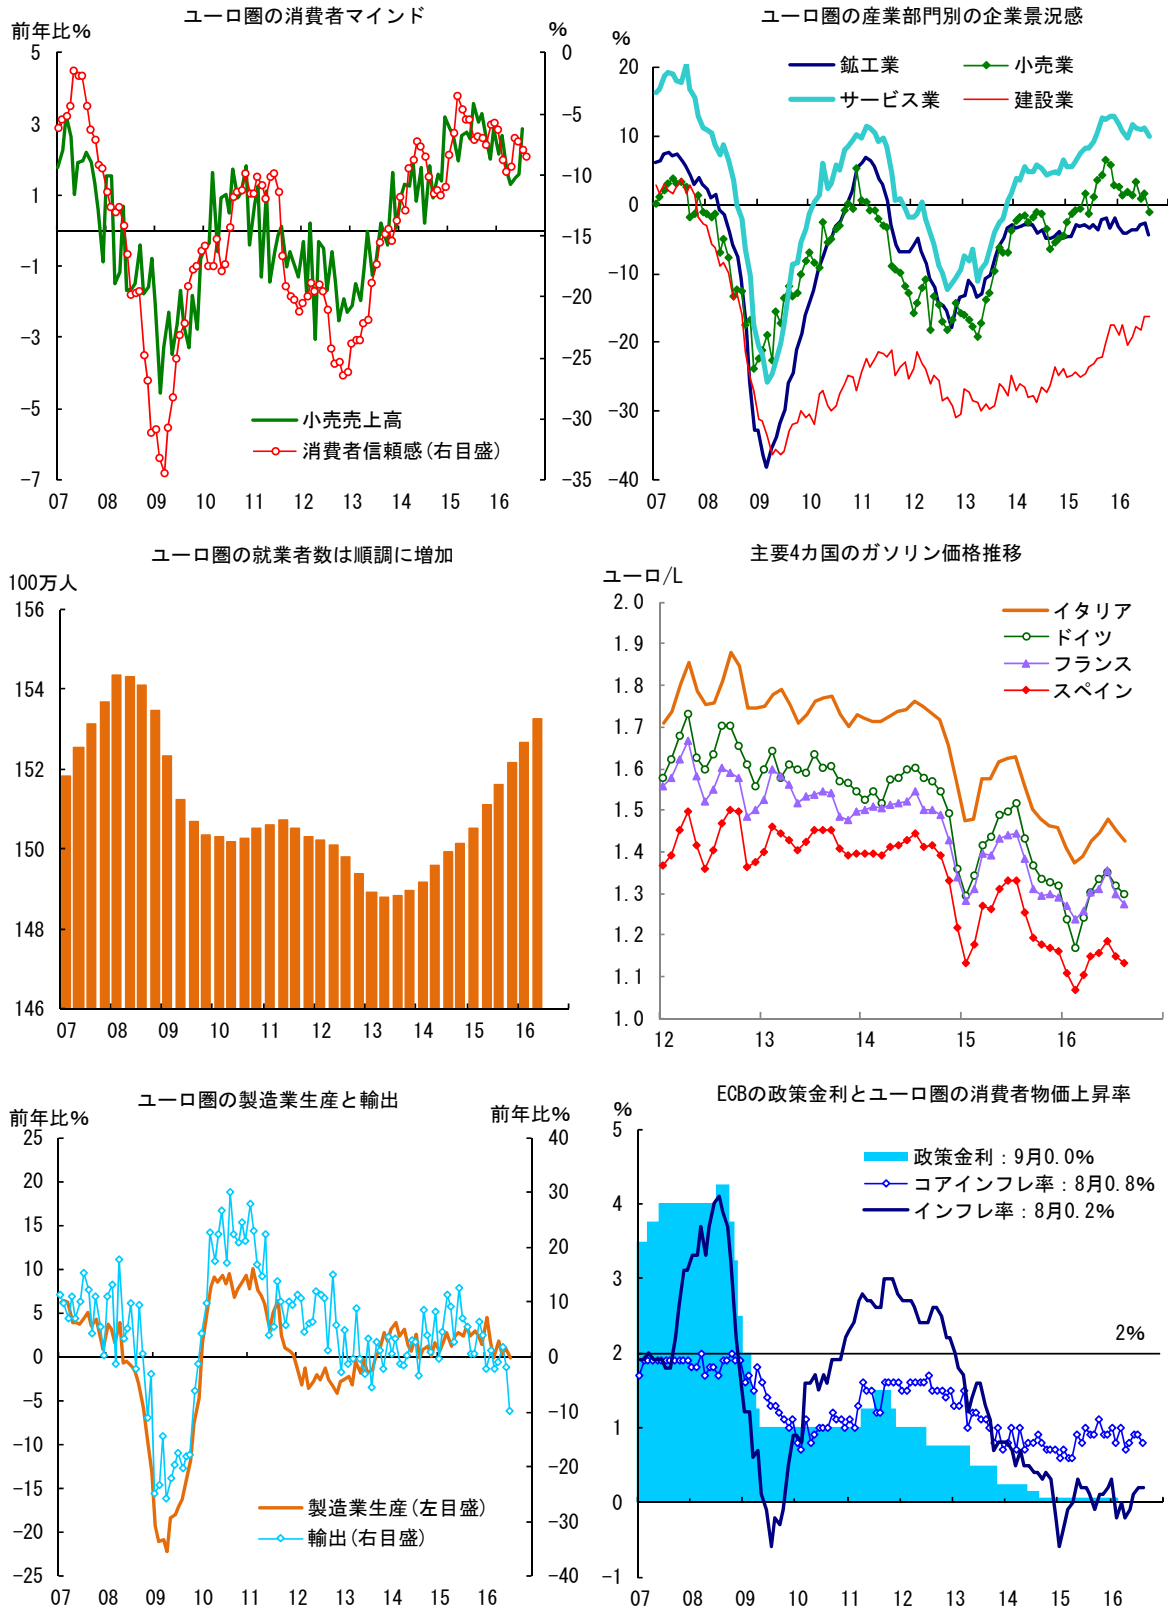 ユーロ圏の消費者マインド
前年比%
%
5
3
1
-1
-3
-5
-7
0
-5
-10
-15
-20
-25
-30
-35
小売売上高
消費者信頼感(右目盛)
07 08 09 10 11 12 13 14 15 16
ユーロ圏の産業部門別の企業景況感
%
鉱工業
小売業
サービス業
建設業
20
10
0
-10
-20
-30
-40
07 08 09 10 11 12 13 14 15 16
ユーロ圏の就業者数は順調に増加
100万人
156
154
152
150
148
146
07 08 09 10 11 12 13 14 15 16
主要4カ国のガソリン価格推移
ユーロ/L
2.0
1.9
1.8
1.7
1.6
1.5
1.4
1.3
1.2
1.1
1.0
イタリア
ドイツ
フランス
スペイン
12 13 14 15 16
ユーロ圏の製造業生産と輸出
前年比%
前年比%
25
20
15
10
5
0
-5
-10
-15
-20
-25
40
30
20
10
0
-10
-20
-30
-40
製造業生産(左目盛)
輸出(右目盛)
07 08 09 10 11 12 13 14 15 16
ECBの政策金利とユーロ圏の消費者物価上昇率
%
5
4
3
2
1
0
-1
政策金利：9月0.0%
コアインフレ率：8月0.8%
インフレ率：8月0.2%
2%
07 08 09 10 11 12 13 14 15 16